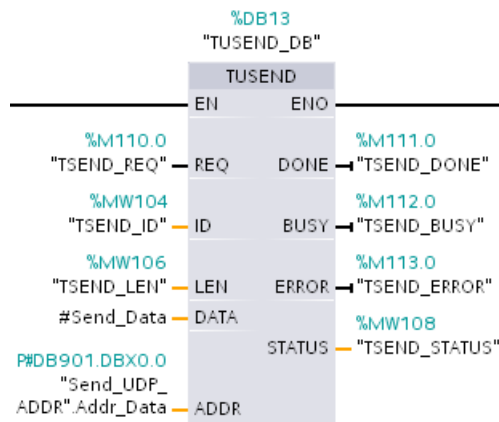 %DB13
"TUSEND_DB"
TUSEND
EN ENO
%M110.0 %M111.0
"TSEND_REQ" REQ DONE "TSEND_DONE"
%MW104 %M112.0
"TSEND_ID" ID BUSY "TSEND_BUSY"
%MW106 %M113.0
"TSEND_LEN" LEN ERROR "TSEND_ERROR"
#Send_Data DATA %MW108
STATUS "TSEND_STATUS"
P#DB901.DBX0.0
"Send_UDP_
ADDR".Addr_Data ADDR